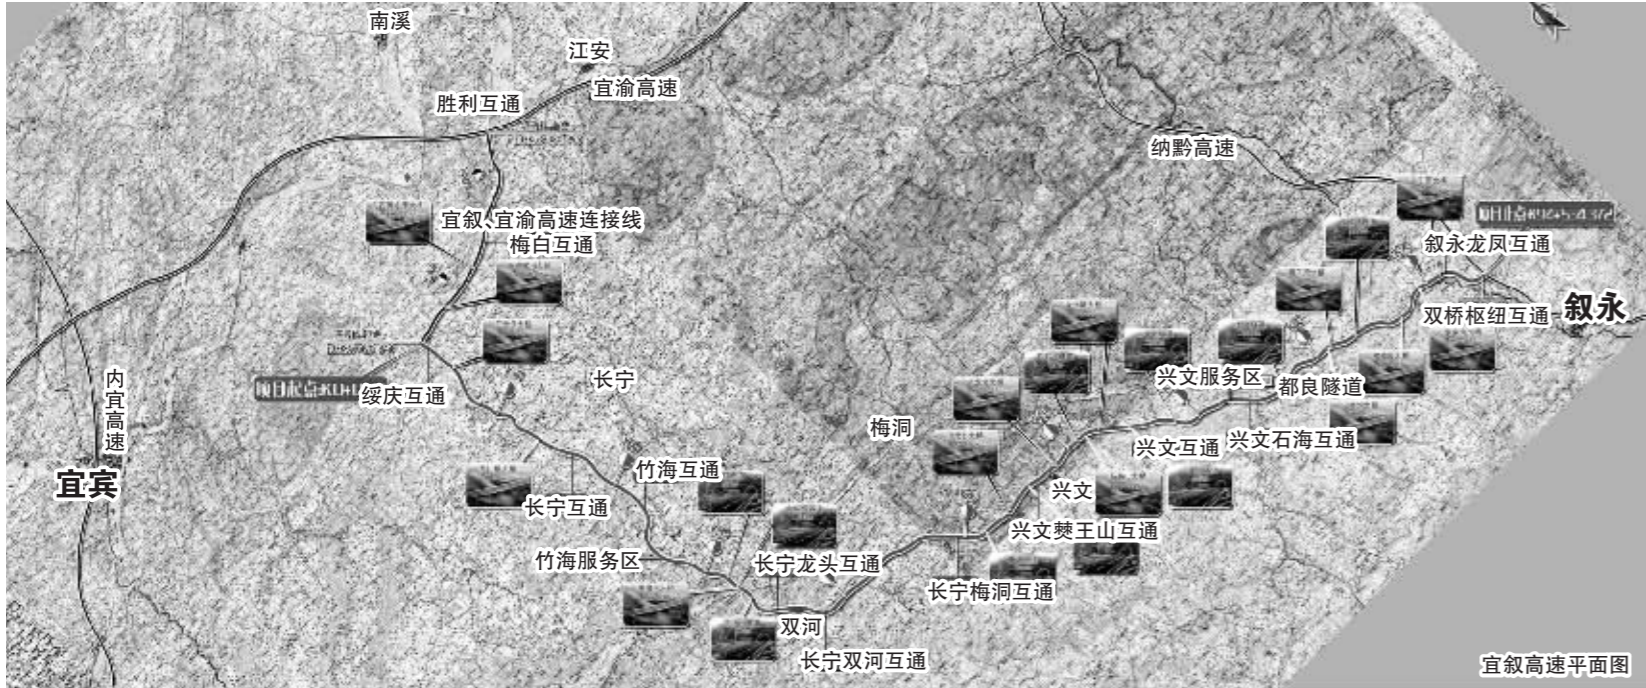 南溪
江安
宜渝高速
胜利互通
纳黔高速
宜叙、宜渝高速连接线
梅白互通
叙永龙凤互通
叙永
双桥枢纽互通
内宜高速
宜宾
绥庆互通
长宁
兴文服务区
都良隧道
梅洞
兴文互通
兴文石海互通
竹海互通
长宁互通
兴文
兴文僰王山互通
竹海服务区
长宁龙头互通
长宁梅洞互通
双河
长宁双河互通
宜叙高速平面图